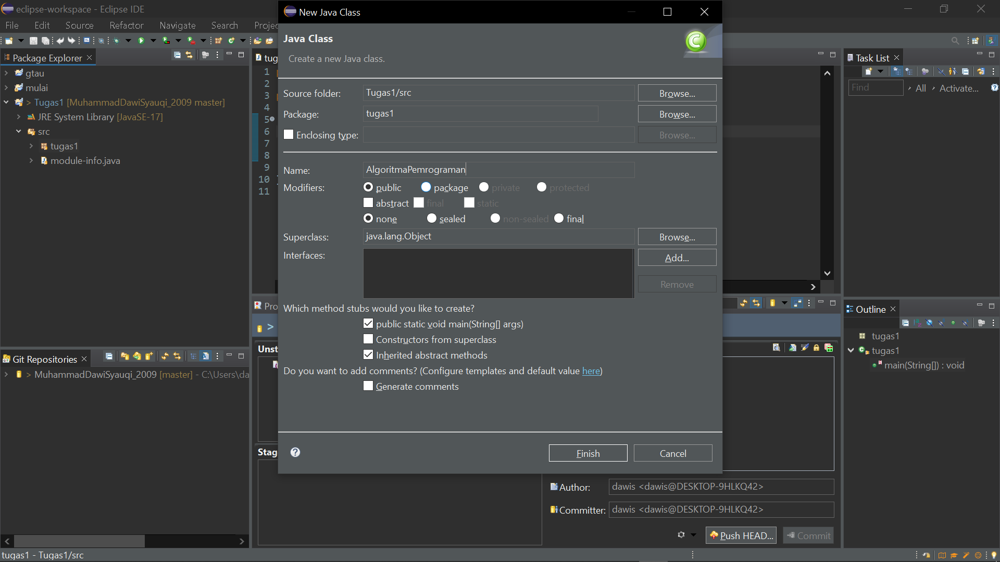 eclipse-workspace - Eclipse IDE
File Edit Source Refactor Navigate Search
Package Explorer
gtau
mulai
> Tugas1 [MuhammadDawiSyauqi_2009 master]
JRE System Library [JavaSE-17]
src
tugas1
module-info.java
Git Repositories
> MuhammadDawiSyauqi_2009 [master] - C:\Users\da
tugas1 - Tugas1/src
1
2
3
4
5
6
7
8
9
10
11
>
New Java Class
Java Class
Create a new Java class.
Source folder: Tugas1/src Browse...
Package: tugas1 Browse...
Enclosing type: Browse...
Name: AlgoritmaPemrograman
Modifiers: public package private protected
abstract final static
none sealed non-sealed final
Superclass: java.lang.Object Browse...
Interfaces: Add...
Remove
Which method stubs would you like to create?
public static void main(String[] args)
Constructors from superclass
Inherited abstract methods
Do you want to add comments? (Configure templates and default value here)
Generate comments
Finish Cancel
Author: dawis <dawis@DESKTOP-9HLKQ42>
Committer: dawis <dawis@DESKTOP-9HLKQ42>
Push HEAD... Commit
Task List
Find All Activate...
Outline
tugas1
tugas1
main(String[]) : void